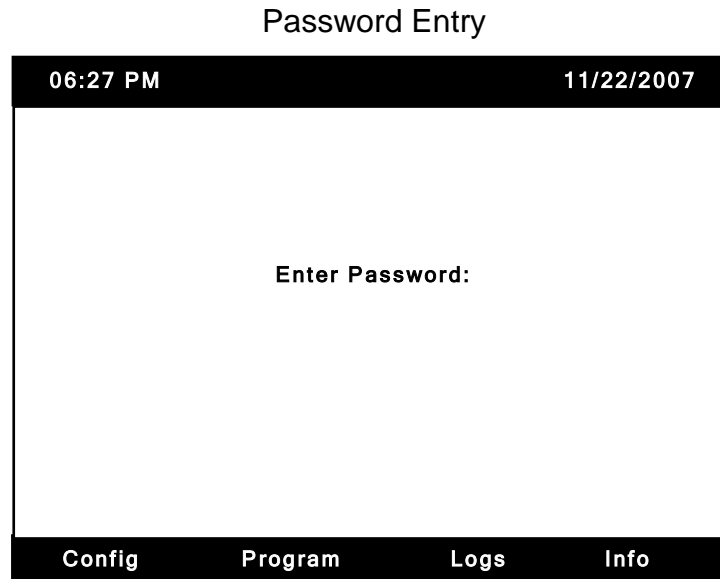 Password Entry
06:27 PM 11/22/2007
Enter Password:
Config Program Logs Info